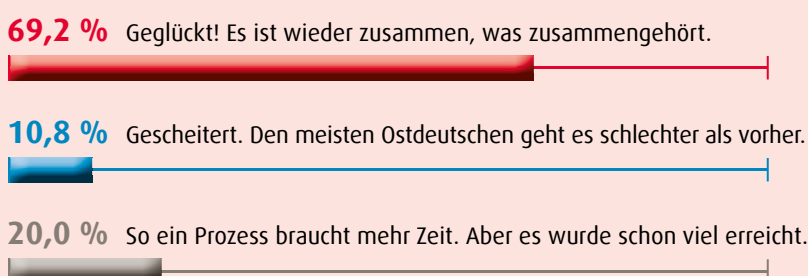 69,2 % Geglückt! Es ist wieder zusammen, was zusammengehört.
10,8 % Gescheitert. Den meisten Ostdeutschen geht es schlechter als vorher.
20,0 % So ein Prozess braucht mehr Zeit. Aber es wurde schon viel erreicht.